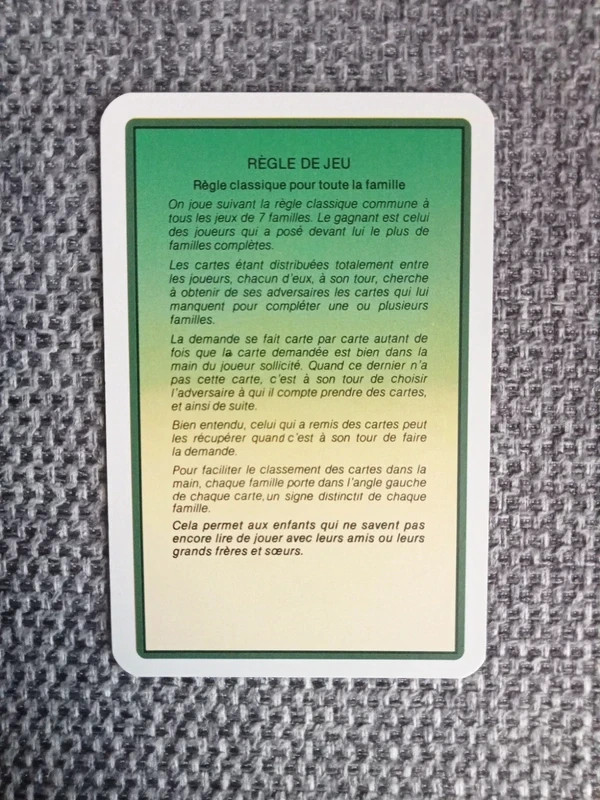 RÈGLE DE JEU
Règle classique pour toute la famille
On joue suivant la règle classique commune à
tous les jeux de 7 familles. Le gagnant est celui
des joueurs qui a posé devant lui le plus de
familles complètes.
Les cartes étant distribuées totalement entre
les joueurs, chacun d'eux, à son tour, cherche
à obtenir de ses adversaires les cartes qui lui
manquent pour compléter une ou plusieurs
familles.
La demande se fait carte par carte autant de
fois que la carte demandée est bien dans la
main du joueur sollicité. Quand ce dernier n'a
pas cette carte, c'est à son tour de choisir
l'adversaire à qui il compte prendre des cartes,
et ainsi de suite.
Bien entendu, celui qui a remis des cartes peut
les récupérer quand c'est à son tour de faire
la demande.
Pour faciliter le classement des cartes dans la
main, chaque famille porte dans l'angle gauche
de chaque carte, un signe distinctif de chaque
famille.
Cela permet aux enfants qui ne savent pas
encore lire de jouer avec leurs amis ou leurs
grands frères et sœurs.